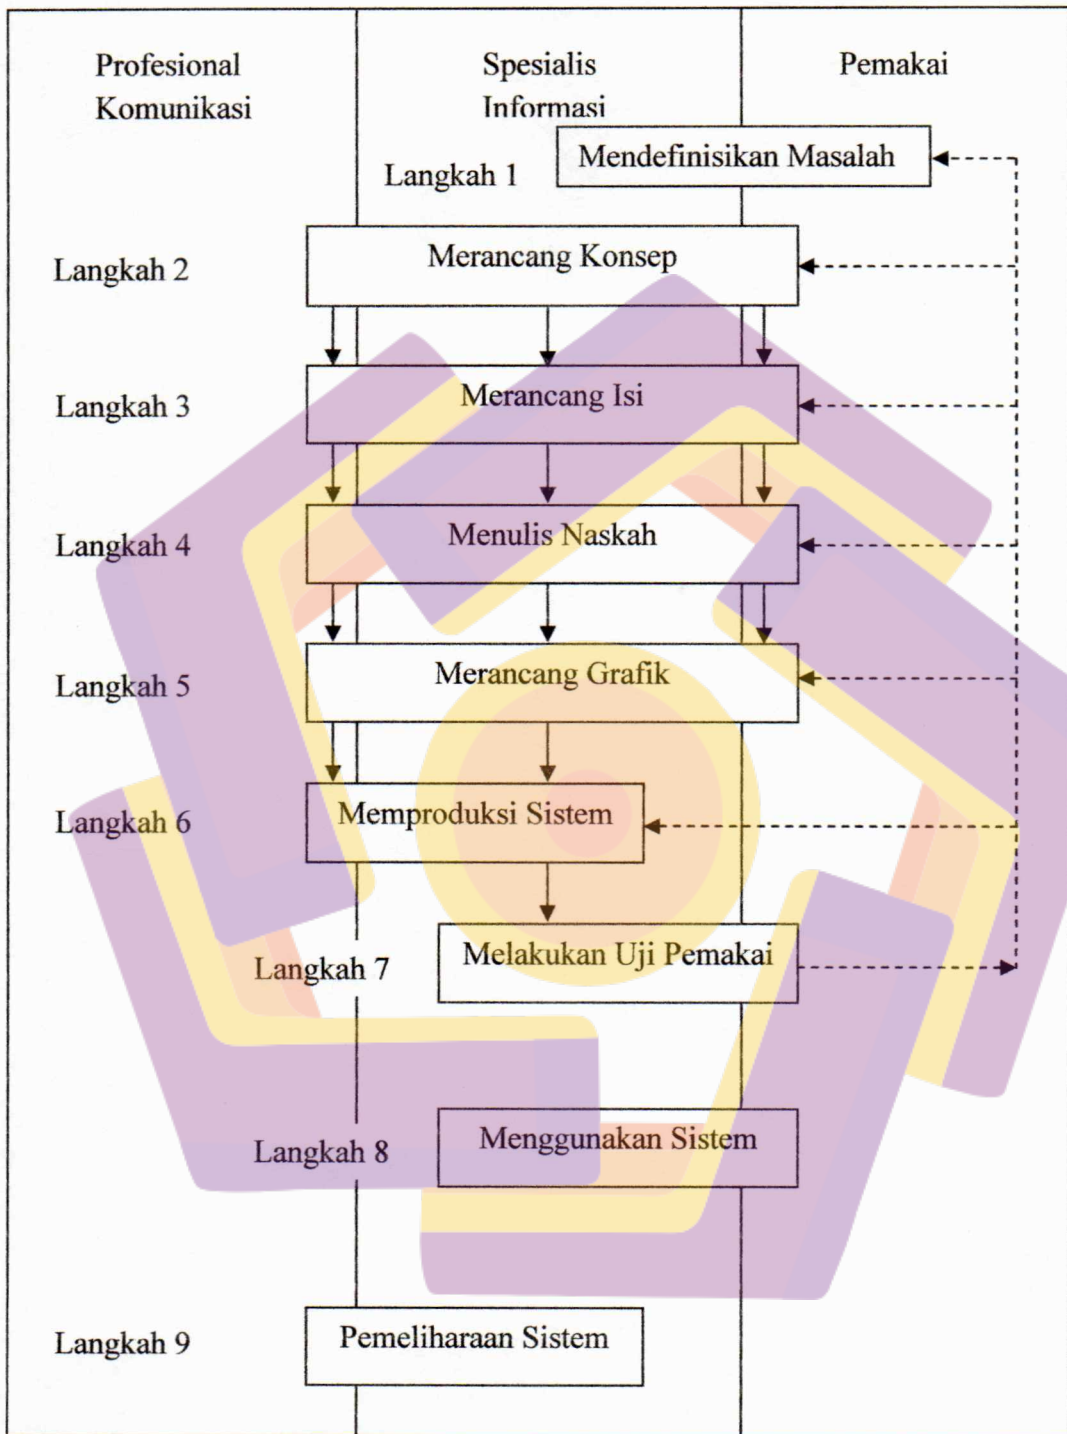 Profesional
Komunikasi
Spesialis
Informasi
Pemakai
Langkah 1
Mendefinisikan Masalah
Langkah 2
Merancang Konsep
Langkah 3
Merancang Isi
Langkah 4
Menulis Naskah
Langkah 5
Merancang Grafik
Langkah 6
Memproduksi Sistem
Langkah 7
Melakukan Uji Pemakai
Langkah 8
Menggunakan Sistem
Langkah 9
Pemeliharaan Sistem